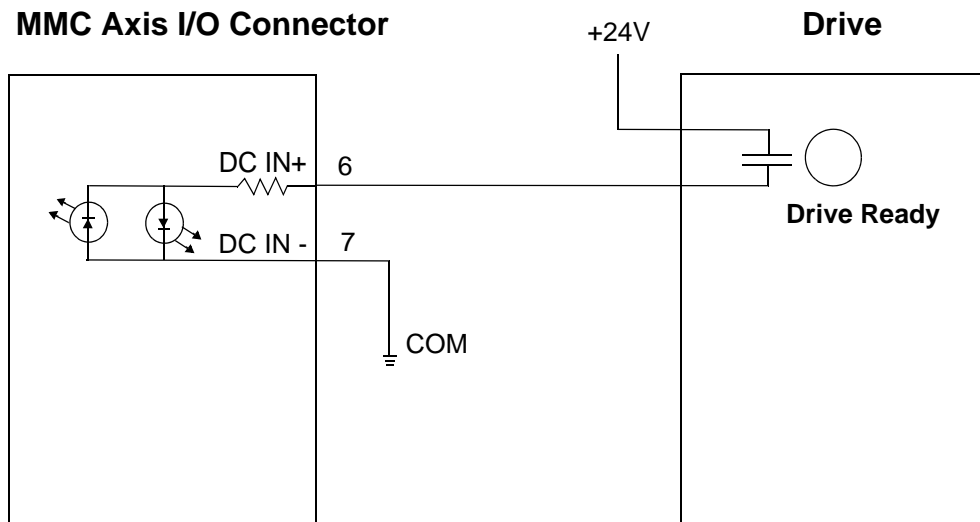 MMC Axis I/O Connector
+24V
Drive
DC IN+
6
Drive Ready
DC IN -
7
COM